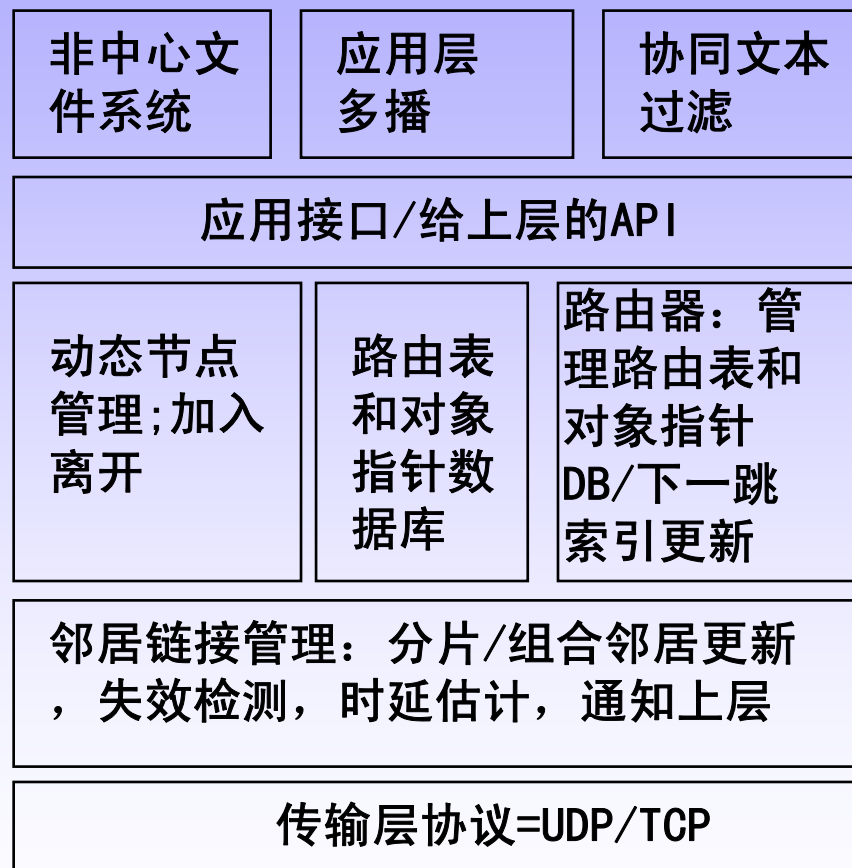 非中心文
件系统
应用层
多播
协同文本
过滤
应用接口/给上层的API
动态节点
管理;加入
离开
路由表
和对象
指针数
据库
路由器：管
理路由表和
对象指针
DB/下一跳
索引更新
邻居链接管理：分片/组合邻居更新
，失效检测，时延估计，通知上层
传输层协议=UDP/TCP